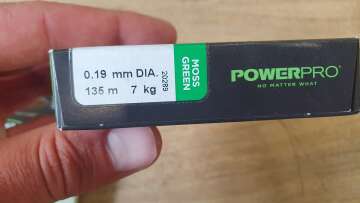 0.19 mm DIA.
135 m 7 kg
20289
MOSS
GREEN
POWERPRO®
NO MATTER WHAT